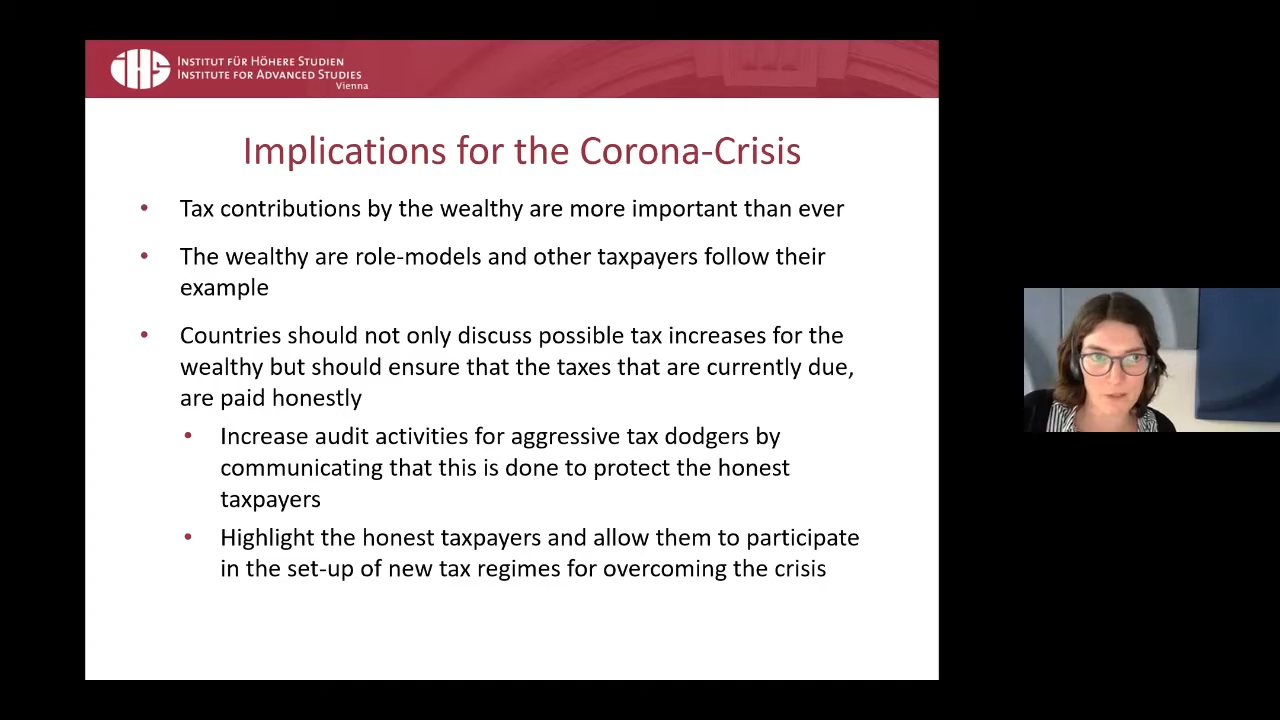 iHS
INSTITUT FÜR HÖHERE STUDIEN
INSTITUTE FOR ADVANCED STUDIES
Vienna
Implications for the Corona-Crisis
• Tax contributions by the wealthy are more important than ever
• The wealthy are role-models and other taxpayers follow their
example
• Countries should not only discuss possible tax increases for the
wealthy but should ensure that the taxes that are currently due,
are paid honestly
• Increase audit activities for aggressive tax dodgers by
communicating that this is done to protect the honest
taxpayers
• Highlight the honest taxpayers and allow them to participate
in the set-up of new tax regimes for overcoming the crisis